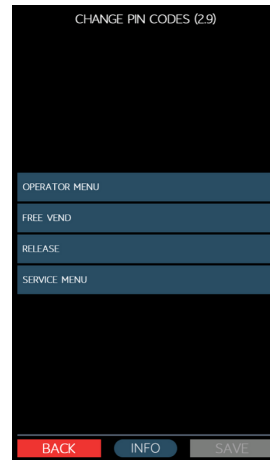 CHANGE PIN CODES (2.9)
OPERATOR MENU
FREE VEND
RELEASE
SERVICE MENU
BACK
INFO
SAVE